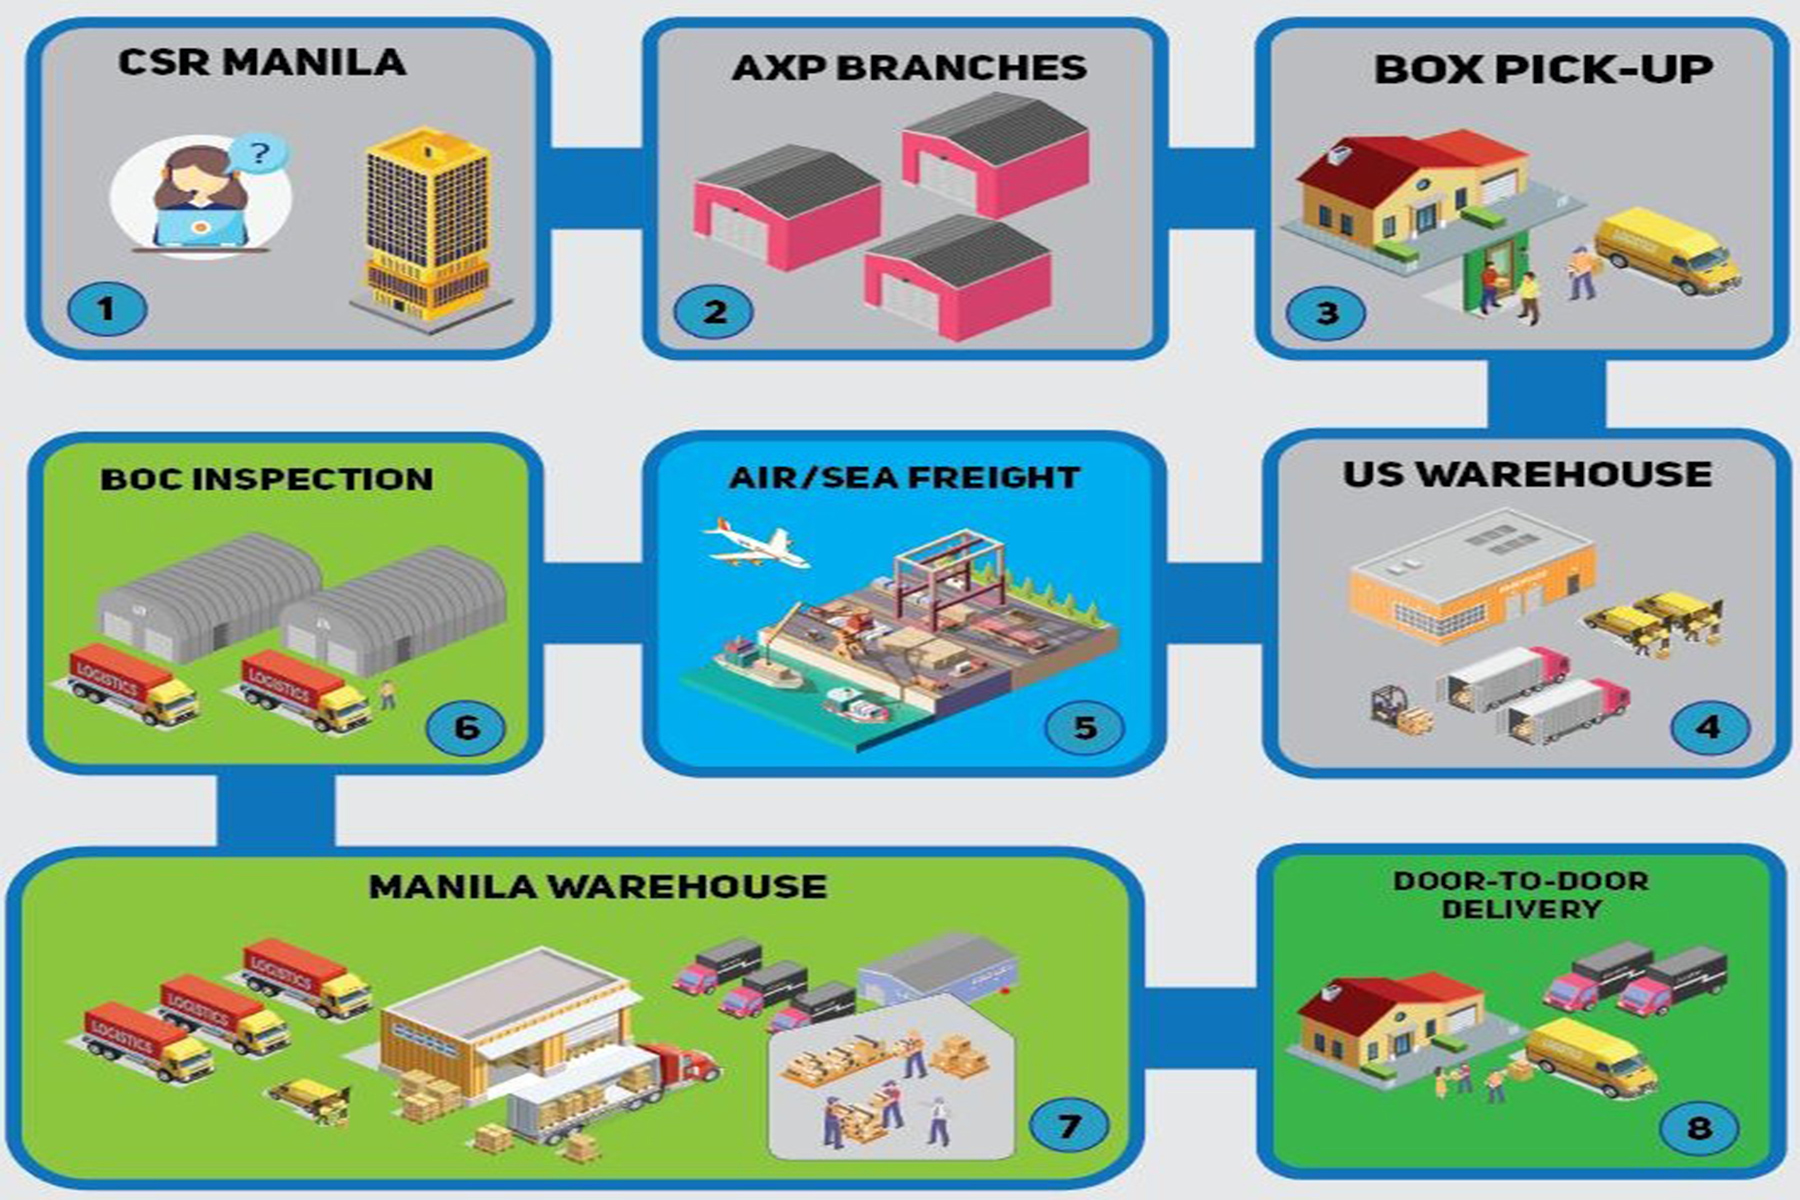 CSR MANILA
?
1
AXP BRANCHES
2
BOX PICK-UP
LOGISTICS
3
BOC INSPECTION
LOGISTICS
LOGISTICS
6
AIR/SEA FREIGHT
5
US WAREHOUSE
4
MANILA WAREHOUSE
LOGISTICS
LOGISTICS
LOGISTICS
7
DOOR-TO-DOOR
DELIVERY
8